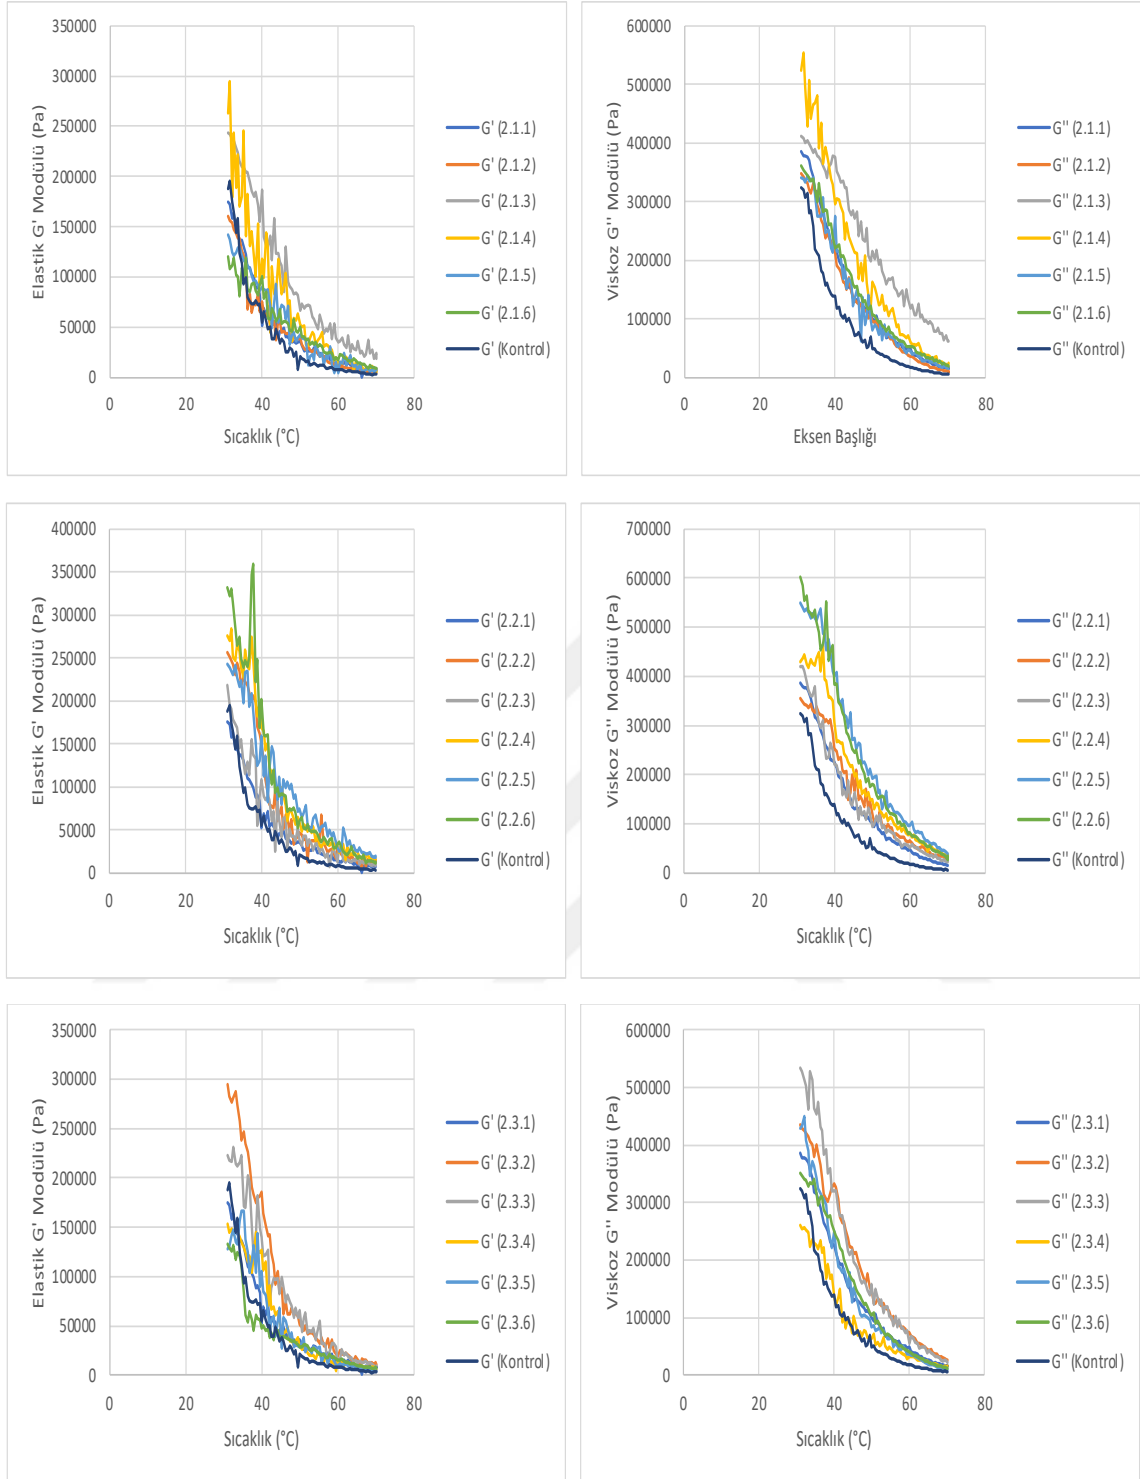 350000
300000
250000
200000
150000
100000
50000
0
0 20 40 60 80
Elastik G' Modülü (Pa)
Sıcaklık (°C)
G' (2.1.1)
G' (2.1.2)
G' (2.1.3)
G' (2.1.4)
G' (2.1.5)
G' (2.1.6)
G' (Kontrol)
600000
500000
400000
300000
200000
100000
0
0 20 40 60 80
Viskoz G'' Modülü (Pa)
Eksen Başlığı
G'' (2.1.1)
G'' (2.1.2)
G'' (2.1.3)
G'' (2.1.4)
G'' (2.1.5)
G'' (2.1.6)
G'' (Kontrol)
400000
350000
300000
250000
200000
150000
100000
50000
0
0 20 40 60 80
Elastik G' Modülü (Pa)
Sıcaklık (°C)
G' (2.2.1)
G' (2.2.2)
G' (2.2.3)
G' (2.2.4)
G' (2.2.5)
G' (2.2.6)
G' (Kontrol)
700000
600000
500000
400000
300000
200000
100000
0
0 20 40 60 80
Viskoz G'' Modülü (Pa)
Sıcaklık (°C)
G'' (2.2.1)
G'' (2.2.2)
G'' (2.2.3)
G'' (2.2.4)
G'' (2.2.5)
G'' (2.2.6)
G'' (Kontrol)
350000
300000
250000
200000
150000
100000
50000
0
0 20 40 60 80
Elastik G' Modülü (Pa)
Sıcaklık (°C)
G' (2.3.1)
G' (2.3.2)
G' (2.3.3)
G' (2.3.4)
G' (2.3.5)
G' (2.3.6)
G' (Kontrol)
600000
500000
400000
300000
200000
100000
0
0 20 40 60 80
Viskoz G'' Modülü (Pa)
Sıcaklık (°C)
G'' (2.3.1)
G'' (2.3.2)
G'' (2.3.3)
G'' (2.3.4)
G'' (2.3.5)
G'' (2.3.6)
G'' (Kontrol)